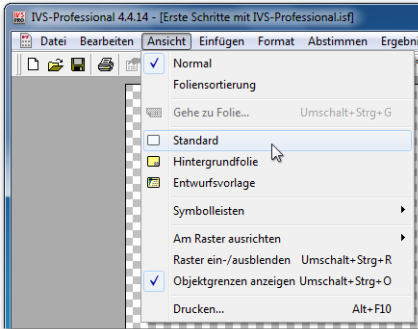 IVS-Professional 4.4.14 - [Erste Schritte mit IVS-Professional.isf]
Datei Bearbeiten Ansicht Einfügen Format Abstimmen Ergebni
Normal
Foliensortierung
Gehe zu Folie... Umschalt+Strg+G
Standard
Hintergrundfolie
Entwurfsvorlage
Symbolleisten
Am Raster ausrichten
Raster ein-/ausblenden Umschalt+Strg+R
Objektgrenzen anzeigen Umschalt+Strg+O
Drucken... Alt+F10